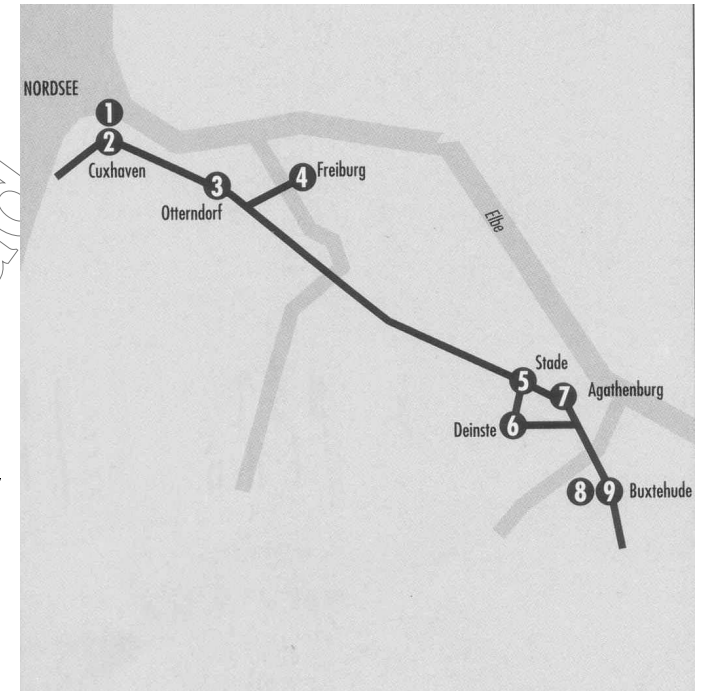 NORDSEE
1
2
Cuxhaven
3
Otterndorf
4 Freiburg
Elbe
Stade
5
7 Agathenburg
Deinste 6
8 9 Buxtehude